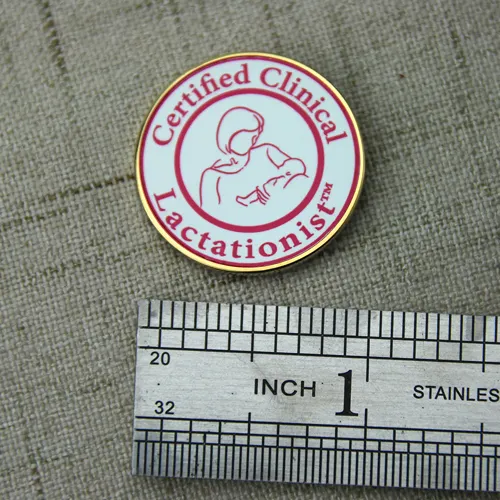 Certified Clinical
Lactationist™
20
INCH 1 STAINLES
32